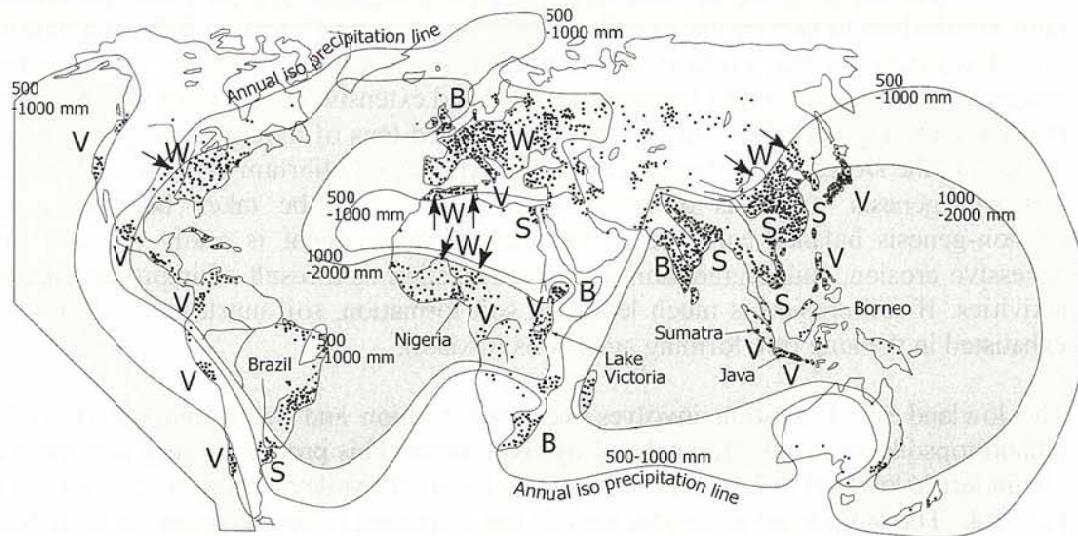 500
-1000 mm
Annual iso precipitation line
500
-1000 mm
500
-1000 mm
B
V
W
W
W
V
V
500
-1000 mm
W
S
S
S
1000
-2000 mm
V
1000
-2000 mm
W
B
S
B
S
V
V
V
Nigeria
Sumatra
Borneo
Brazil
500
-1000 mm
Lake
Victoria
Java
V
V
V
B
V
S
500-1000 mm
Annual iso precipitation line